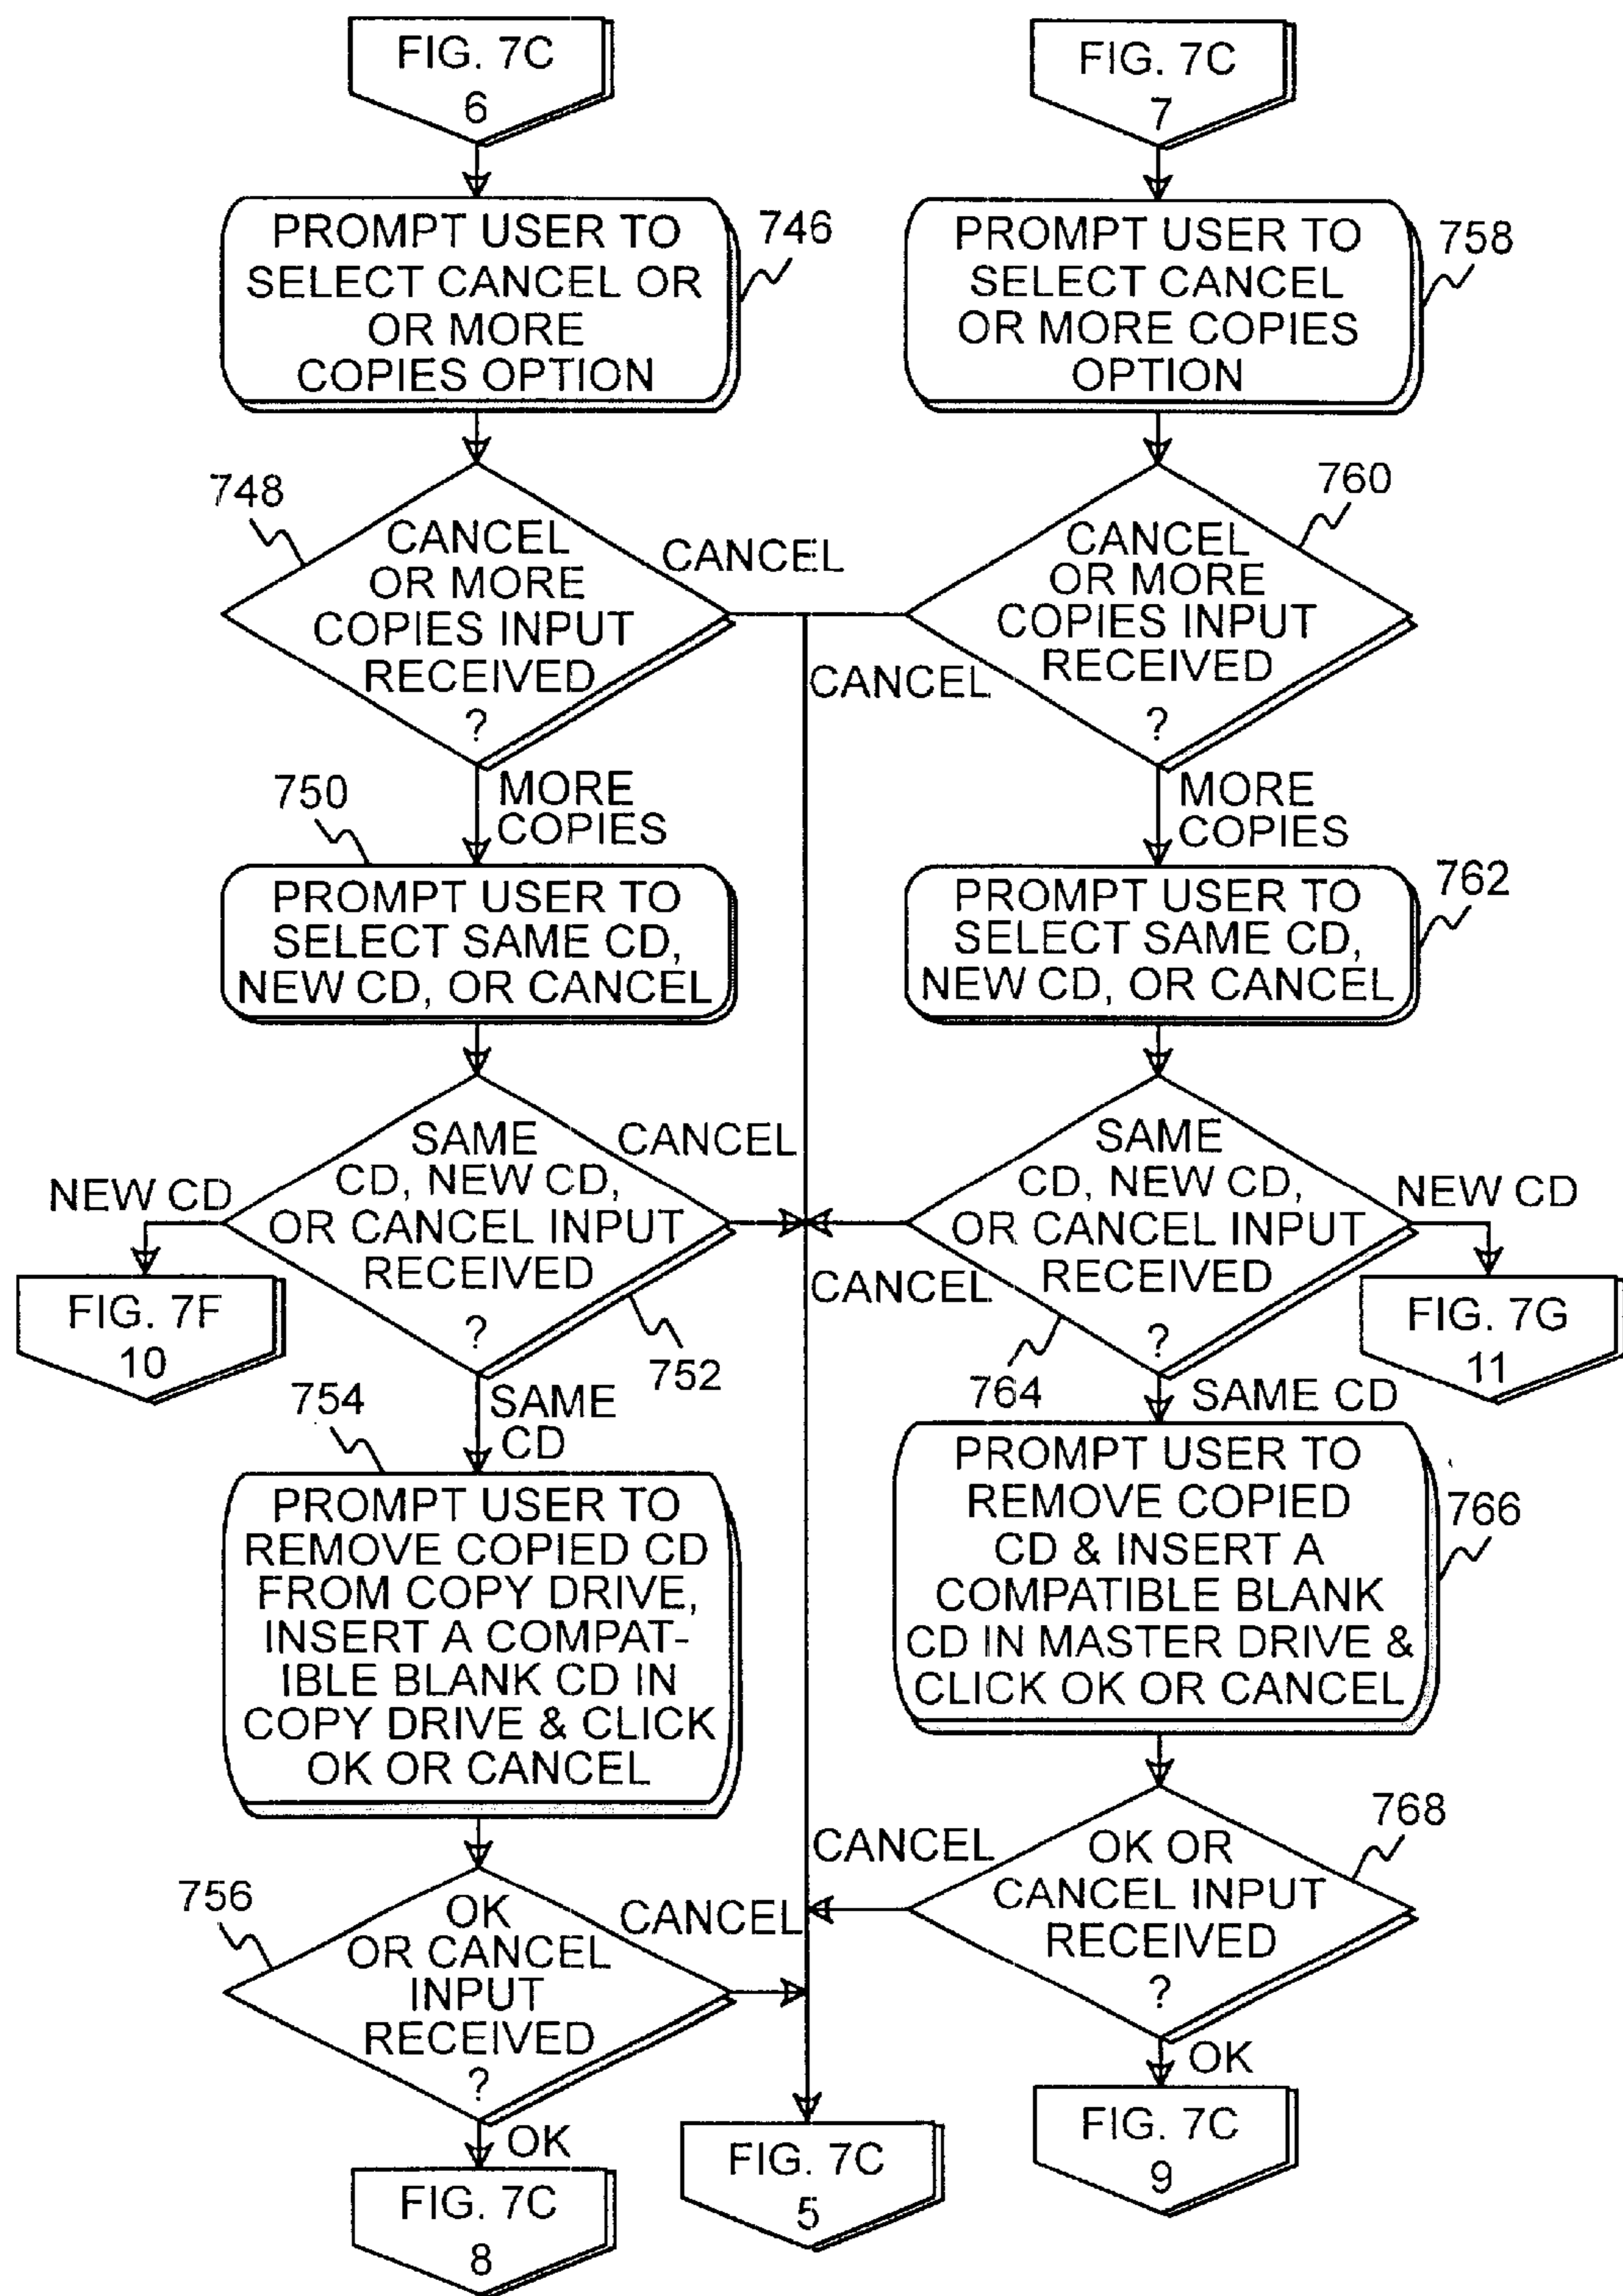 FIG. 7C
6
PROMPT USER TO
SELECT CANCEL OR
OR MORE
COPIES OPTION
746
748
CANCEL
OR MORE
COPIES INPUT
RECEIVED
?
CANCEL
MORE
COPIES
750
PROMPT USER TO
SELECT SAME CD,
NEW CD, OR CANCEL
SAME
CD, NEW CD,
OR CANCEL INPUT
RECEIVED
?
CANCEL
NEW CD
FIG. 7F
10
752
754
SAME
CD
PROMPT USER TO
REMOVE COPIED CD
FROM COPY DRIVE,
INSERT A COMPAT-
IBLE BLANK CD IN
COPY DRIVE & CLICK
OK OR CANCEL
756
OK
OR CANCEL
INPUT
RECEIVED
?
CANCEL
OK
FIG. 7C
8
FIG. 7C
5
FIG. 7C
7
PROMPT USER TO
SELECT CANCEL
OR MORE COPIES
OPTION
758
760
CANCEL
OR MORE
COPIES INPUT
RECEIVED
?
CANCEL
MORE
COPIES
762
PROMPT USER TO
SELECT SAME CD,
NEW CD, OR CANCEL
SAME
CD, NEW CD,
OR CANCEL INPUT
RECEIVED
?
CANCEL
NEW CD
FIG. 7G
11
764
SAME CD
PROMPT USER TO
REMOVE COPIED
CD & INSERT A
COMPATIBLE BLANK
CD IN MASTER DRIVE &
CLICK OK OR CANCEL
766
768
OK OR
CANCEL INPUT
RECEIVED
?
CANCEL
OK
FIG. 7C
9